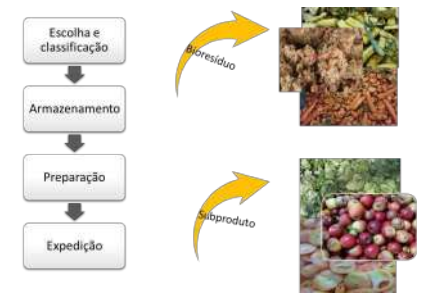 Escolha e
classificação
Armazenamento
Preparação
Expedição
Bioresíduo
Subproduto